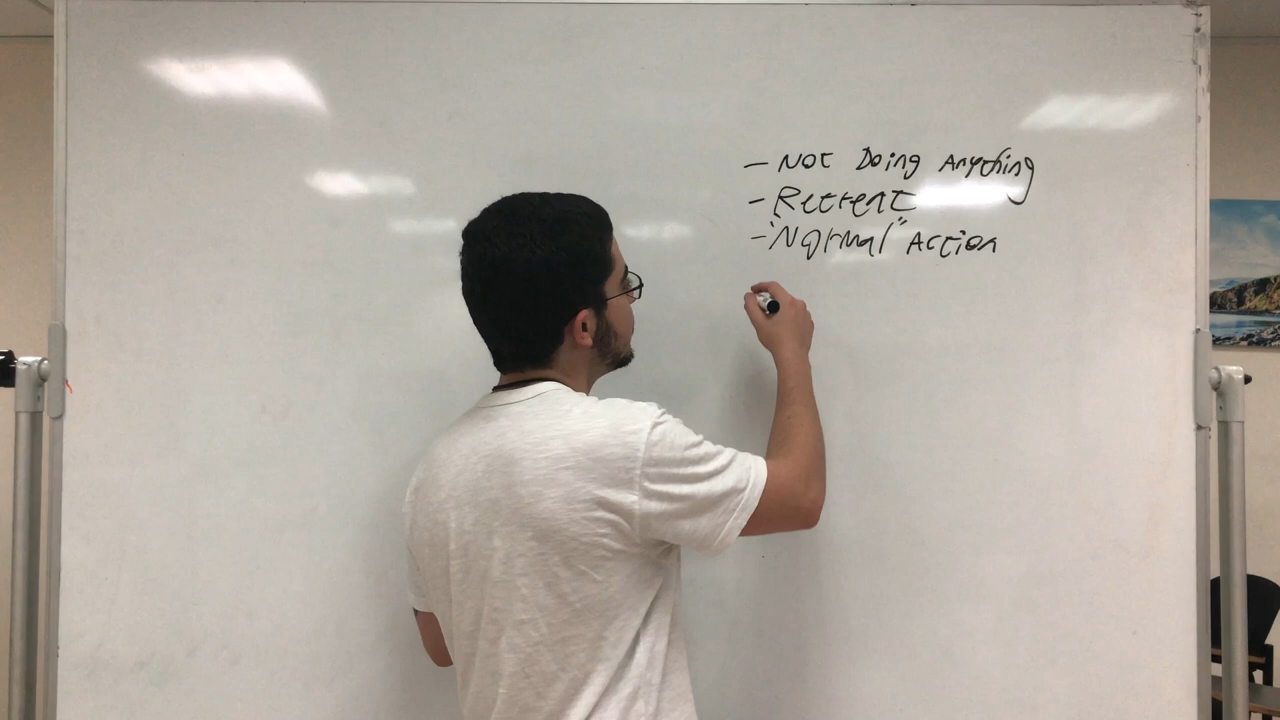 - Not Doing Anything
- Retreat
- "Normal" Action